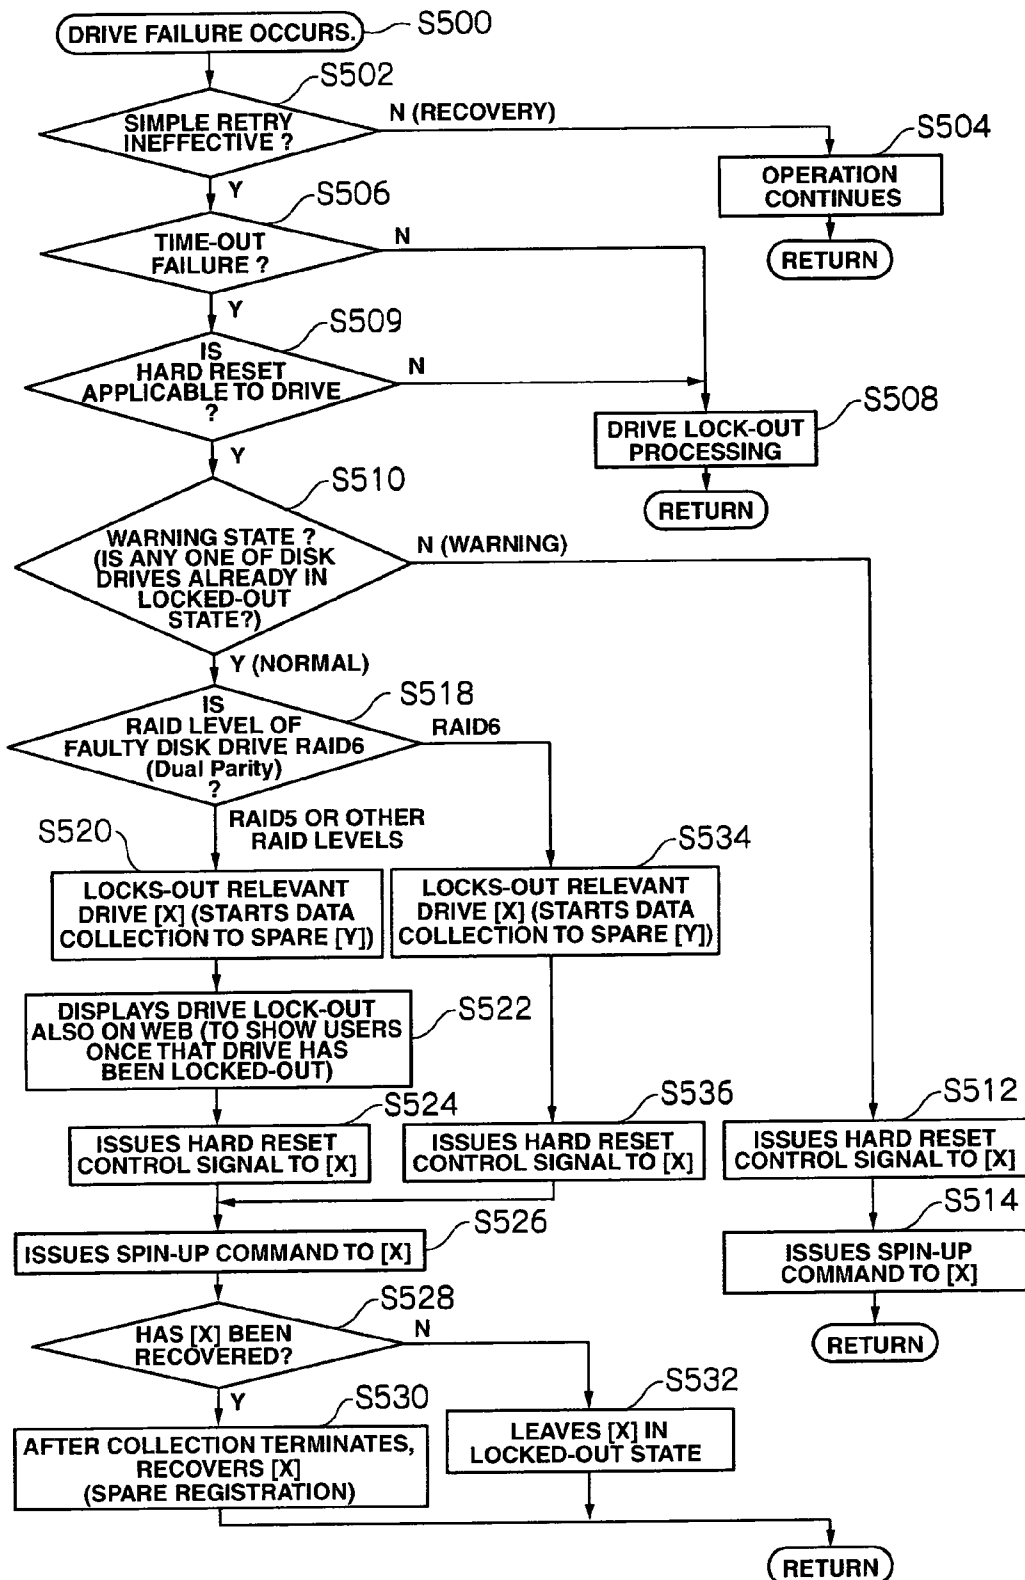 DRIVE FAILURE OCCURS.
S500
S502
SIMPLE RETRY
INEFFECTIVE ?
N (RECOVERY)
S504
OPERATION
CONTINUES
RETURN
Y
S506
TIME-OUT
FAILURE ?
N
Y
S509
IS
HARD RESET
APPLICABLE TO DRIVE
?
N
S508
DRIVE LOCK-OUT
PROCESSING
RETURN
Y
S510
WARNING STATE ?
(IS ANY ONE OF DISK
DRIVES ALREADY IN
LOCKED-OUT
STATE?)
N (WARNING)
Y (NORMAL)
S518
IS
RAID LEVEL OF
FAULTY DISK DRIVE RAID6
(Dual Parity)
?
RAID6
RAID5 OR OTHER
RAID LEVELS
S520
LOCKS-OUT RELEVANT
DRIVE [X] (STARTS DATA
COLLECTION TO SPARE [Y])
S534
LOCKS-OUT RELEVANT
DRIVE [X] (STARTS DATA
COLLECTION TO SPARE [Y])
DISPLAYS DRIVE LOCK-OUT
ALSO ON WEB (TO SHOW USERS
ONCE THAT DRIVE HAS
BEEN LOCKED-OUT)
S522
S524
ISSUES HARD RESET
CONTROL SIGNAL TO [X]
S536
ISSUES HARD RESET
CONTROL SIGNAL TO [X]
S512
ISSUES HARD RESET
CONTROL SIGNAL TO [X]
S514
ISSUES SPIN-UP
COMMAND TO [X]
RETURN
S526
ISSUES SPIN-UP COMMAND TO [X]
S528
HAS [X] BEEN
RECOVERED?
N
Y
S530
AFTER COLLECTION TERMINATES,
RECOVERS [X]
(SPARE REGISTRATION)
S532
LEAVES [X] IN
LOCKED-OUT STATE
RETURN